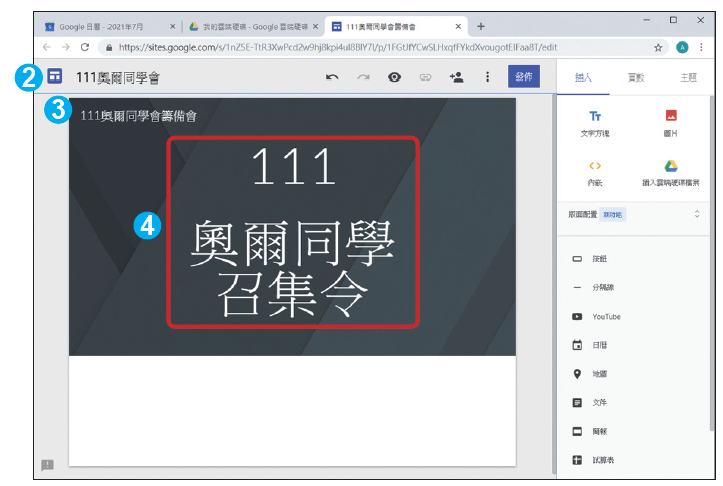 Google 日曆 - 2021年7月
我的雲端硬碟 - Google 雲端硬碟
111奧爾同學會籌備會
https://sites.google.com/s/1nZ5E-TtR3XwPcd2w9hj8kpi4ul8BIY7l/p/1FGUfYCwSLHxqfFYkdXvougotEIFaa8T/edit
A
2
111奧爾同學會
發佈
插入
頁數
主題
3
111奧爾同學會籌備會
4
111
奧爾同學
召集令
文字方塊
圖片
內嵌
插入雲端硬碟檔案
版面配置
新功能
按鈕
分隔線
YouTube
日曆
地圖
文件
簡報
試算表